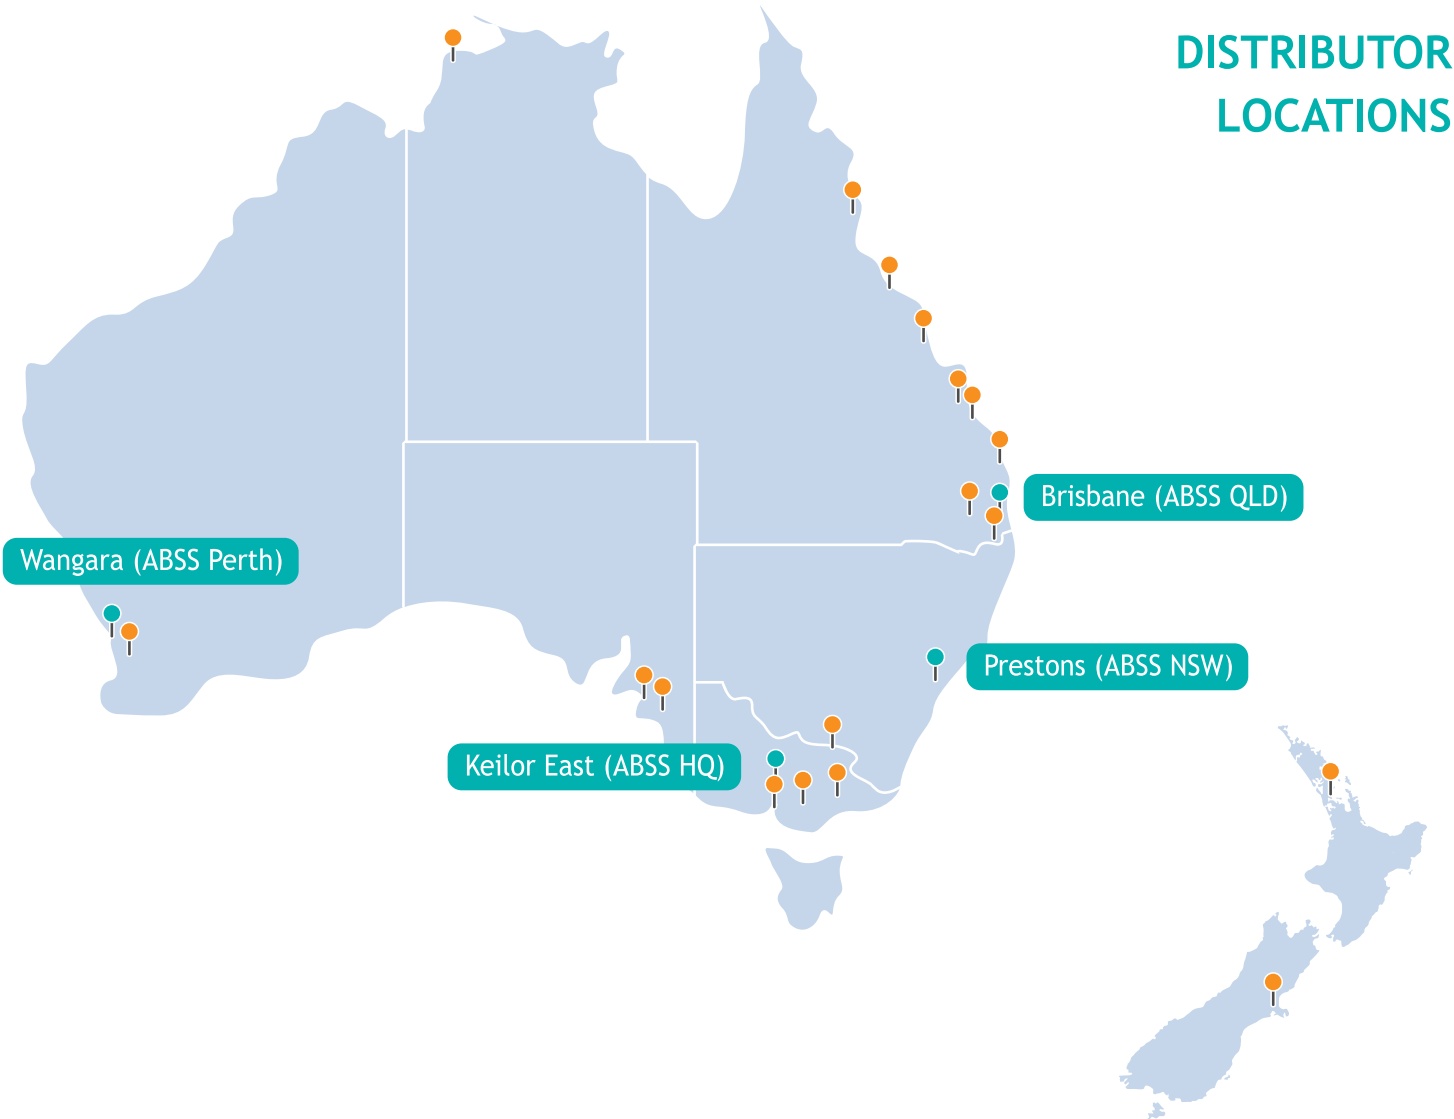 DISTRIBUTOR
LOCATIONS
Brisbane (ABSS QLD)
Wangara (ABSS Perth)
Prestons (ABSS NSW)
Keilor East (ABSS HQ)